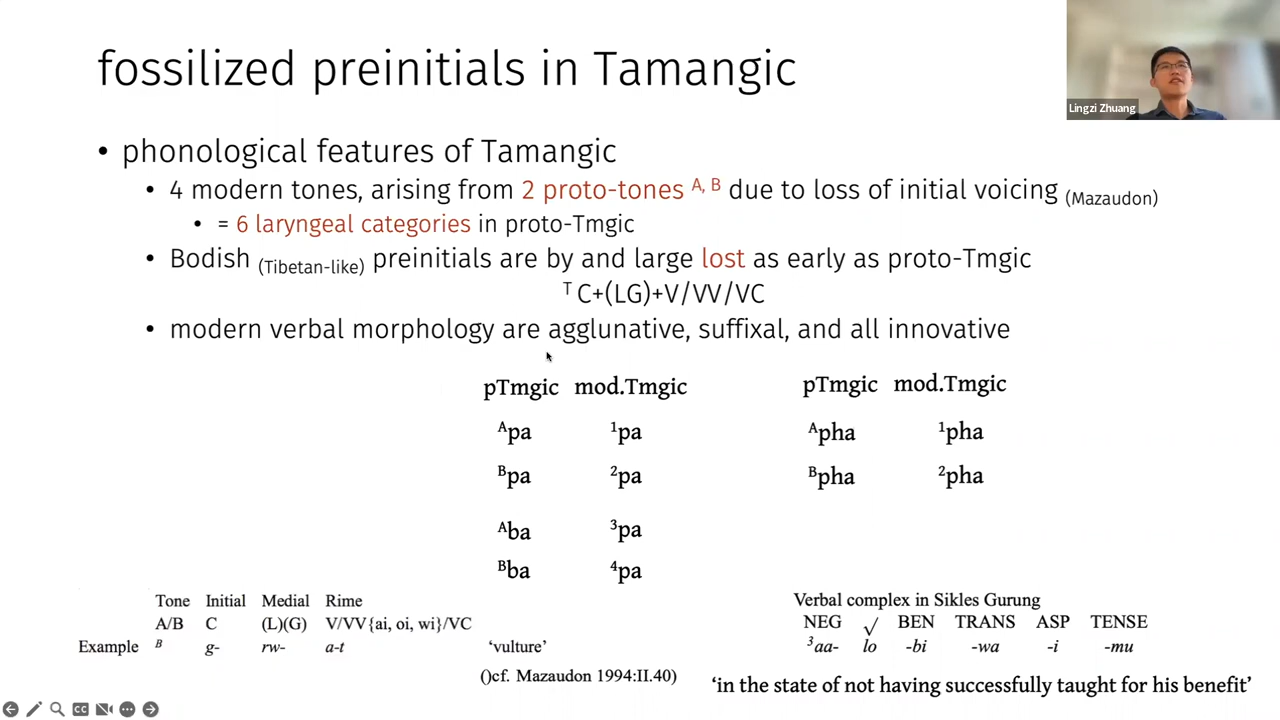 fossilized preinitials in Tamangic
Lingzi Zhuang
• phonological features of Tamangic
• 4 modern tones, arising from 2 proto-tones A, B due to loss of initial voicing (Mazaudon)
• = 6 laryngeal categories in proto-Tmgic
• Bodish (Tibetan-like) preinitials are by and large lost as early as proto-Tmgic
T C+(LG)+V/VV/VC
• modern verbal morphology are agglunative, suffixal, and all innovative
pTmgic mod.Tmgic
ᴬpa ¹pa
ᴮpa ²pa
ᴬba ³pa
ᴮba ⁴pa
pTmgic mod.Tmgic
ᴬpha ¹pha
ᴮpha ²pha
Tone Initial Medial Rime
A/B C (L)(G) V/VV{ai, oi, wi}/VC
Example B g- rw- a-t 'vulture'
()cf. Mazaudon 1994:II.40)
Verbal complex in Sikles Gurung
NEG √ BEN TRANS ASP TENSE
³aa- lo -bi -wa -i -mu
'in the state of not having successfully taught for his benefit'
CC